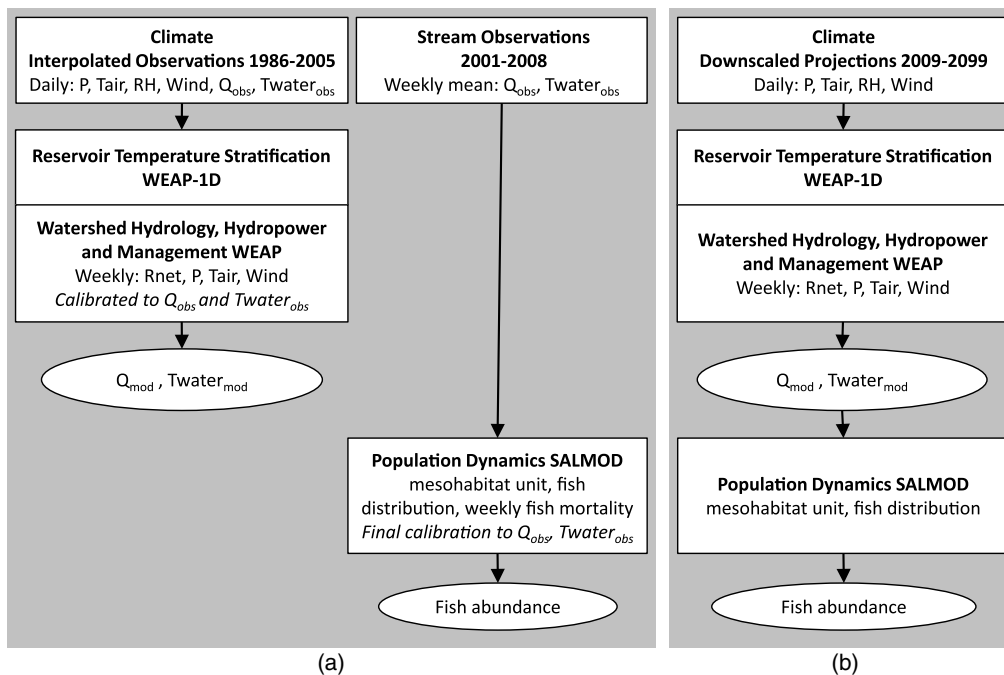 Climate
Interpolated Observations 1986-2005
Daily: P, Tair, RH, Wind, Qobs, Twaterobs
Reservoir Temperature Stratification
WEAP-1D
Watershed Hydrology, Hydropower
and Management WEAP
Weekly: Rnet, P, Tair, Wind
Calibrated to Qobs and Twaterobs
Qmod , Twatermod
Stream Observations
2001-2008
Weekly mean: Qobs, Twaterobs
Population Dynamics SALMOD
mesohabitat unit, fish
distribution, weekly fish mortality
Final calibration to Qobs, Twaterobs
Fish abundance
(a)
Climate
Downscaled Projections 2009-2099
Daily: P, Tair, RH, Wind
Reservoir Temperature Stratification
WEAP-1D
Watershed Hydrology, Hydropower
and Management WEAP
Weekly: Rnet, P, Tair, Wind
Qmod , Twatermod
Population Dynamics SALMOD
mesohabitat unit, fish distribution
Fish abundance
(b)